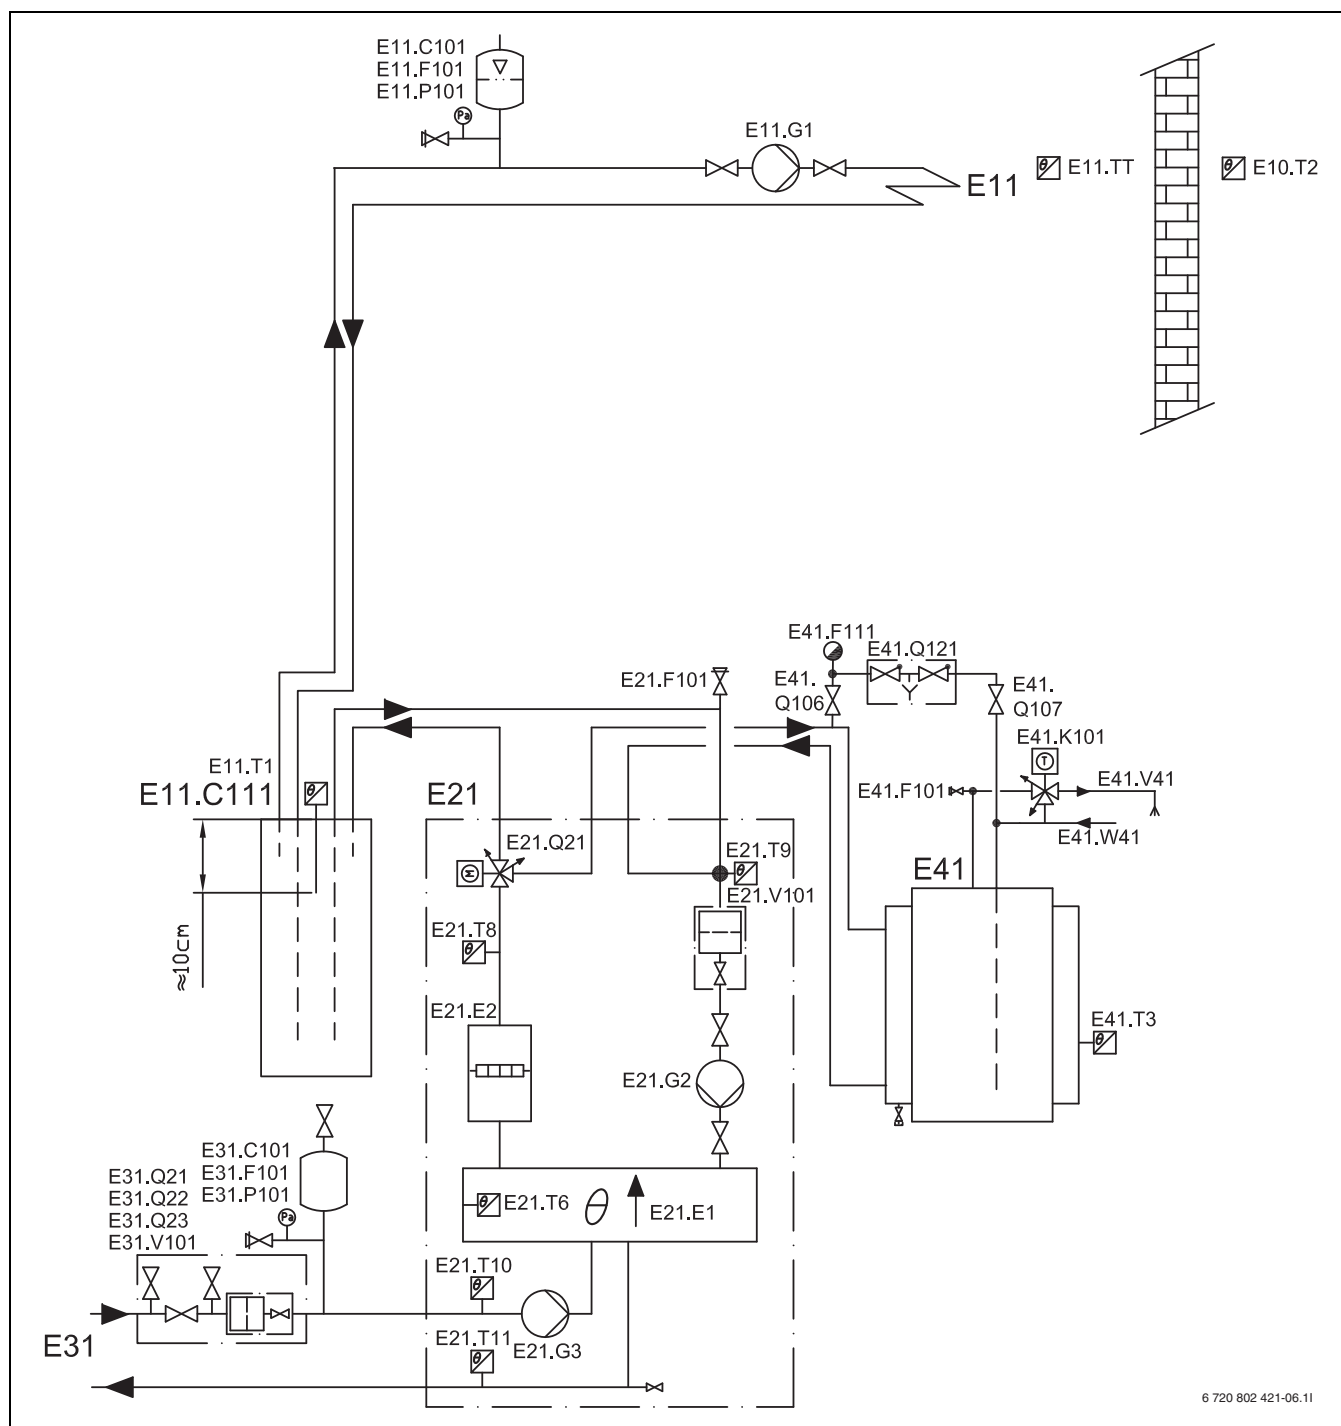 E11.C101
E11.F101
E11.P101
Pa
E11.G1
E11
θ E11.TT
θ E10.T2
E41.F111
E41.Q121
E21.F101
E41.
Q106
E41.
Q107
E11.T1
E11.C111
θ
E21
E41.K101
T
E41.F101
E41.V41
E41.W41
E21.Q21
M
E21.T9
θ
E21.V101
E41
≈10cm
E21.T8
θ
E21.E2
E41.T3
θ
E21.G2
E31.C101
E31.F101
E31.P101
Pa
E31.Q21
E31.Q22
E31.Q23
E31.V101
θ E21.T6
E21.E1
E21.T10
θ
E31
E21.T11
θ
E21.G3
6 720 802 421-06.1I